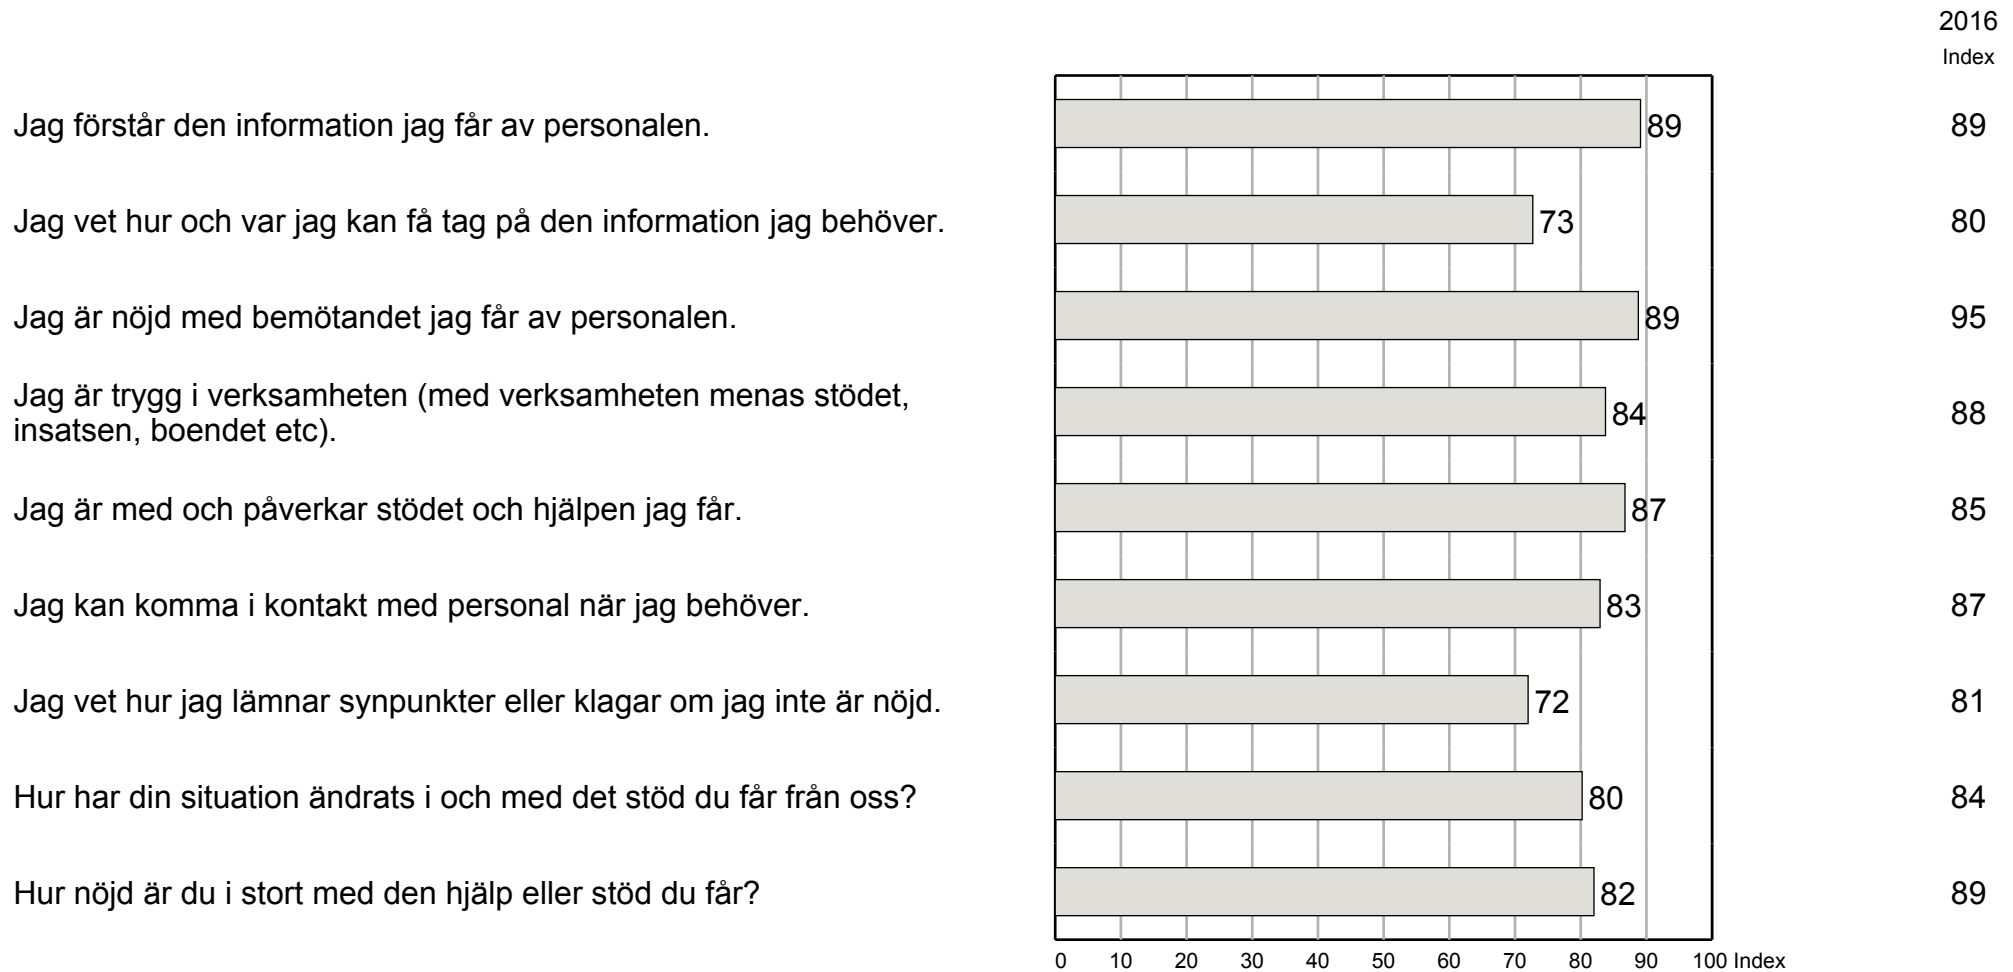 2016
Index
Jag förstår den information jag får av personalen. 89 89
Jag vet hur och var jag kan få tag på den information jag behöver. 73 80
Jag är nöjd med bemötandet jag får av personalen. 89 95
Jag är trygg i verksamheten (med verksamheten menas stödet,
insatsen, boendet etc). 84 88
Jag är med och påverkar stödet och hjälpen jag får. 87 85
Jag kan komma i kontakt med personal när jag behöver. 83 87
Jag vet hur jag lämnar synpunkter eller klagar om jag inte är nöjd. 72 81
Hur har din situation ändrats i och med det stöd du får från oss? 80 84
Hur nöjd är du i stort med den hjälp eller stöd du får? 82 89
0 10 20 30 40 50 60 70 80 90 100 Index